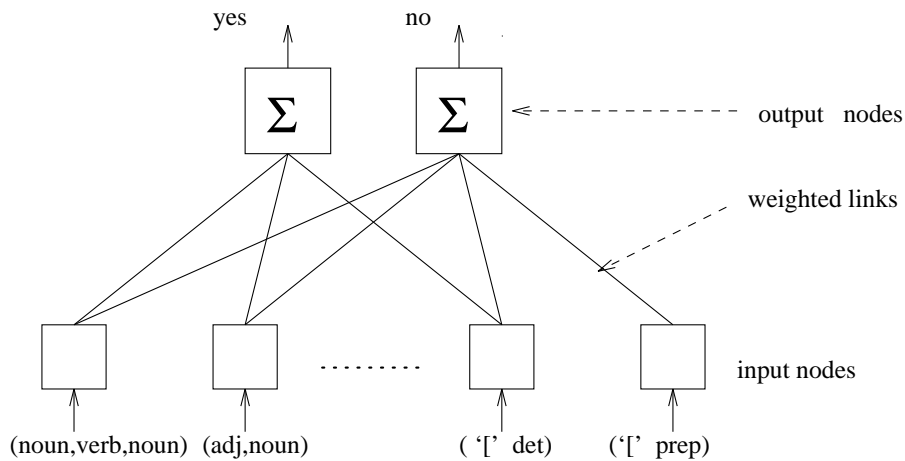 yes no
Σ Σ
output nodes
weighted links
input nodes
(noun,verb,noun) (adj,noun) ( ‘[’ det) (‘[’ prep)